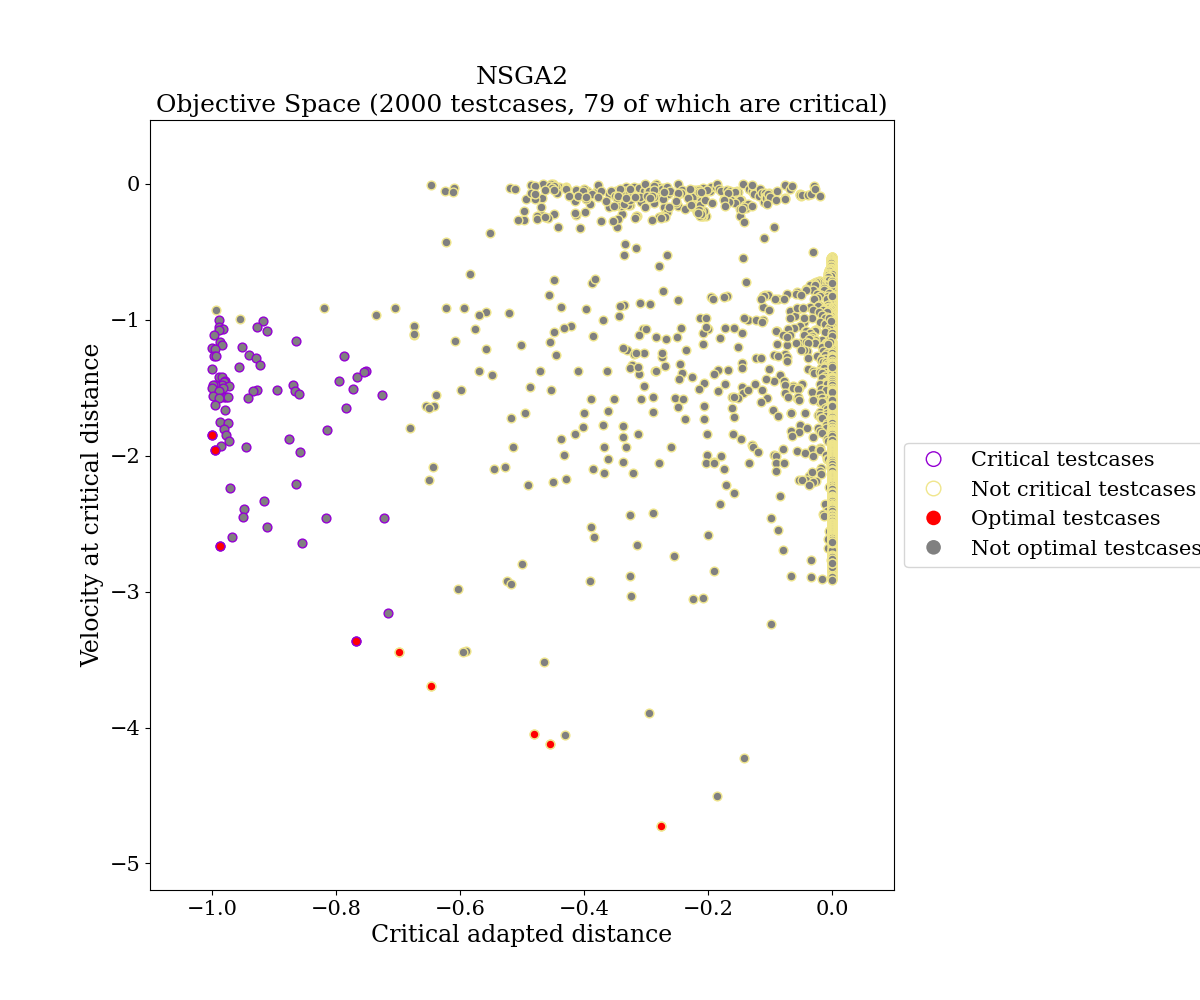 NSGA2
Objective Space (2000 testcases, 79 of which are critical)
0
−1
−2
−3
−4
−5
Velocity at critical distance
−1.0 −0.8 −0.6 −0.4 −0.2 0.0
Critical adapted distance
Critical testcases
Not critical testcases
Optimal testcases
Not optimal testcases